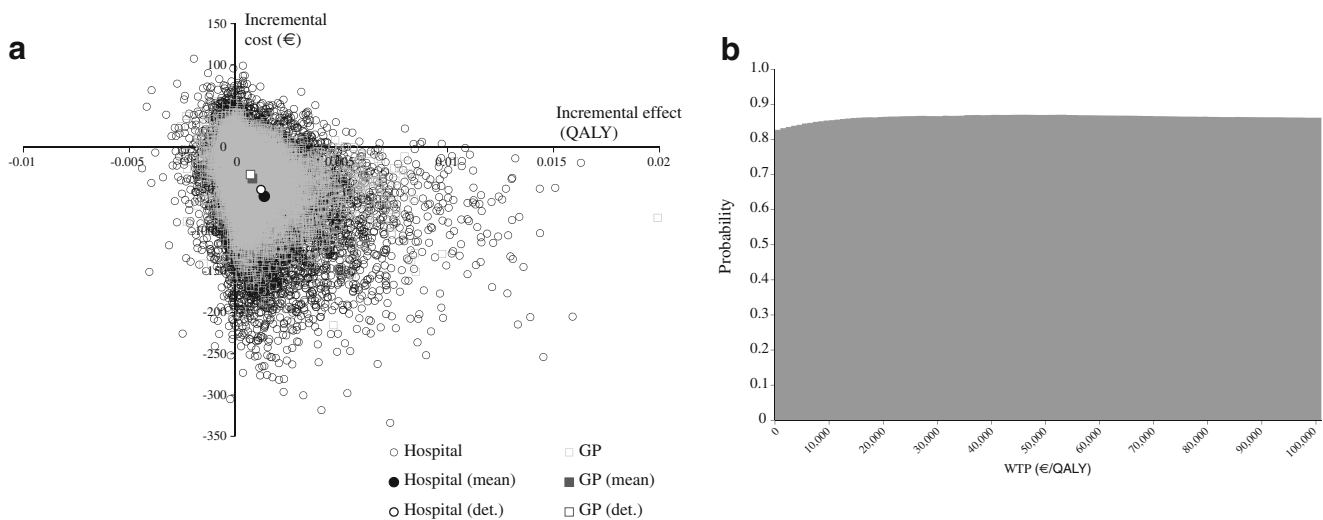 a
Incremental
cost (€)
150
100
0
-100
-150
-200
-250
-300
-350
-0.01
-0.005
0
0.005
0.01
0.015
0.02
Incremental effect
(QALY)
Hospital
GP
Hospital (mean)
GP (mean)
Hospital (det.)
GP (det.)
b
Probability
1.0
0.9
0.8
0.7
0.6
0.5
0.4
0.3
0.2
0.1
0
0
10,000
20,000
30,000
40,000
50,000
60,000
70,000
80,000
90,000
100,000
WTP (€/QALY)